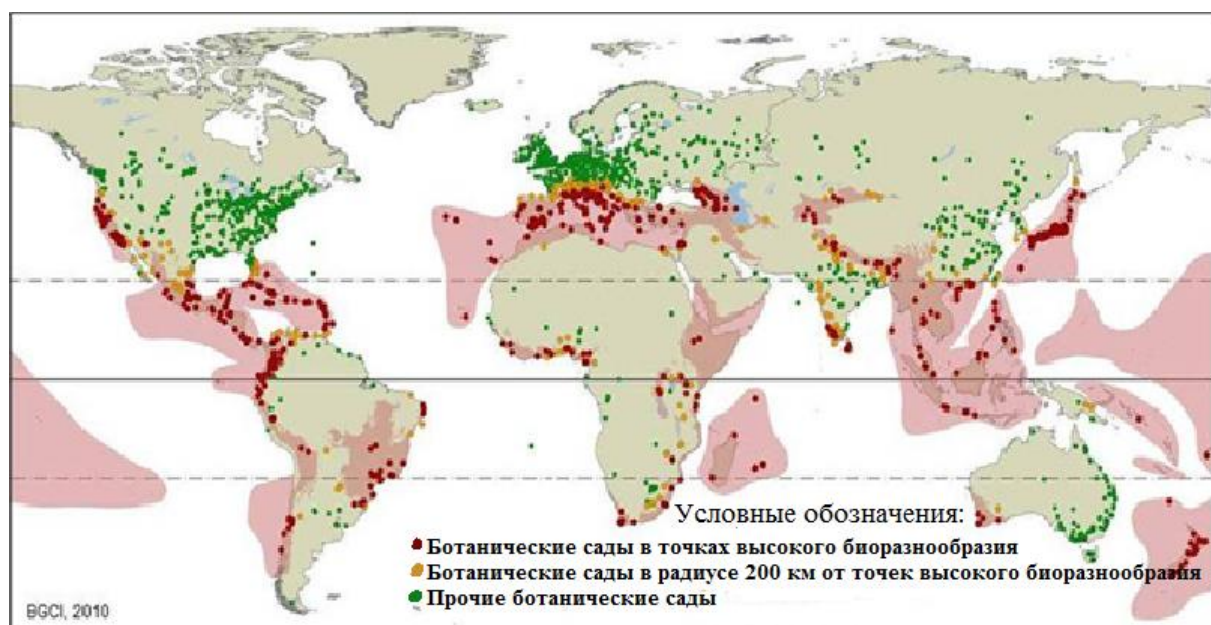 Условные обозначения:
Ботанические сады в точках высокого биоразнообразия
Ботанические сады в радиусе 200 км от точек высокого биоразнообразия
Прочие ботанические сады
BGCI, 2010